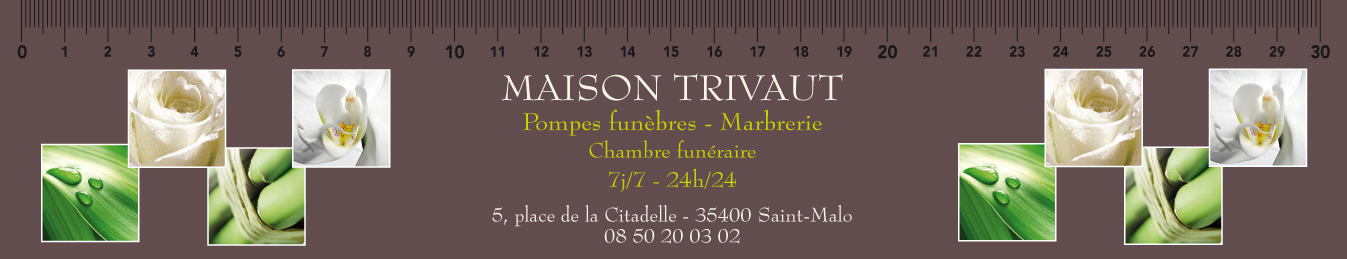 0 1 2 3 4 5 6 7 8 9 10 11 12 13 14 15 16 17 18 19 20 21 22 23 24 25 26 27 28 29 30
MAISON TRIVAUT
Pompes funèbres - Marbrerie
Chambre funéraire
7j/7 - 24h/24
5, place de la Citadelle - 35400 Saint-Malo
08 50 20 03 02